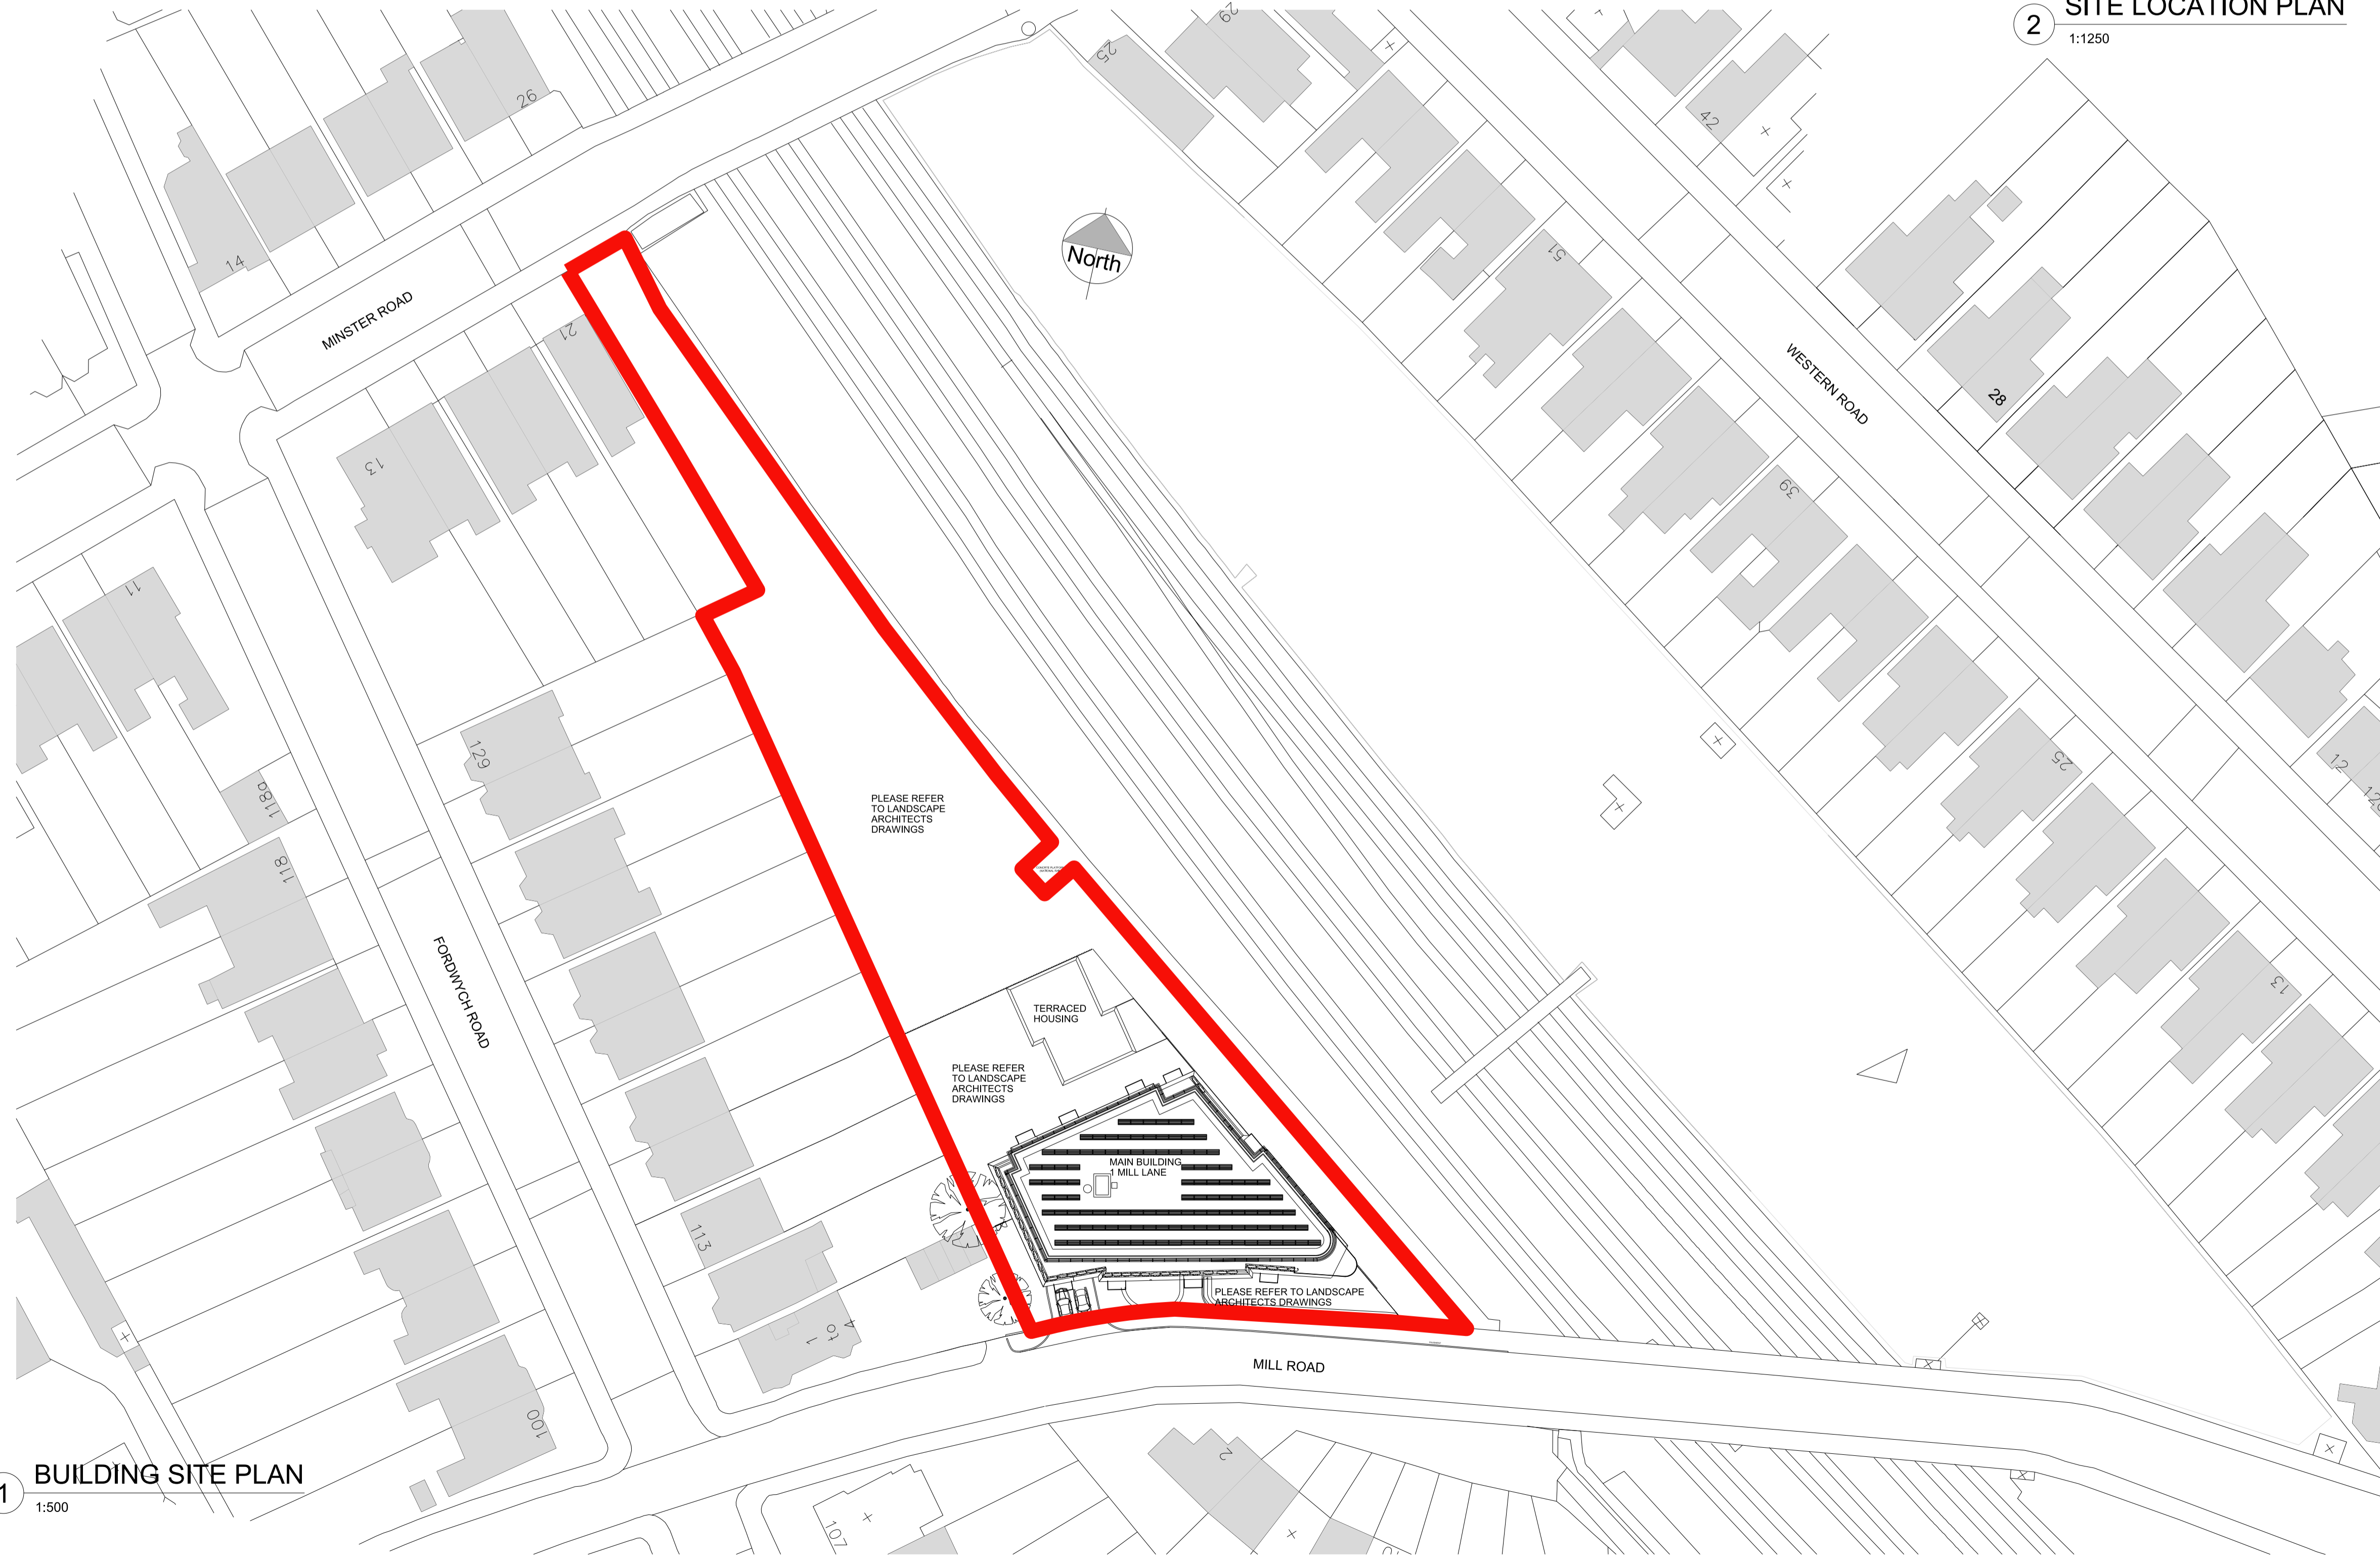 2
SITE LOCATION PLAN
1:1250
25
29
26
42
14
North
MINSTER ROAD
21
51
WESTERN ROAD
28
13
39
11
129
118a
118
PLEASE REFER
TO LANDSCAPE
ARCHITECTS
DRAWINGS
25
12
FORDWYCH ROAD
TERRACED
HOUSING
13
PLEASE REFER
TO LANDSCAPE
ARCHITECTS
DRAWINGS
MAIN BUILDING
1 MILL LANE
113
PLEASE REFER TO LANDSCAPE
ARCHITECTS DRAWINGS
1 to 4
MILL ROAD
100
2
107
1
BUILDING SITE PLAN
1:500